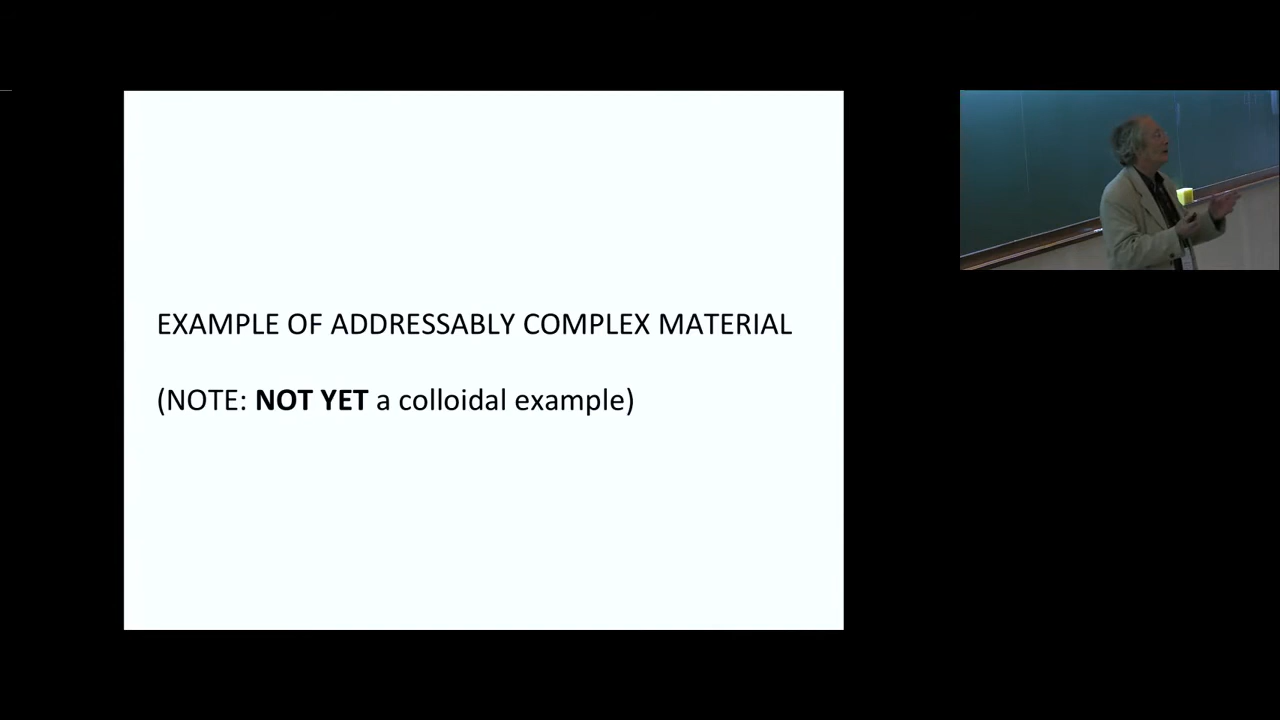 EXAMPLE OF ADDRESSABLY COMPLEX MATERIAL
(NOTE: NOT YET a colloidal example)